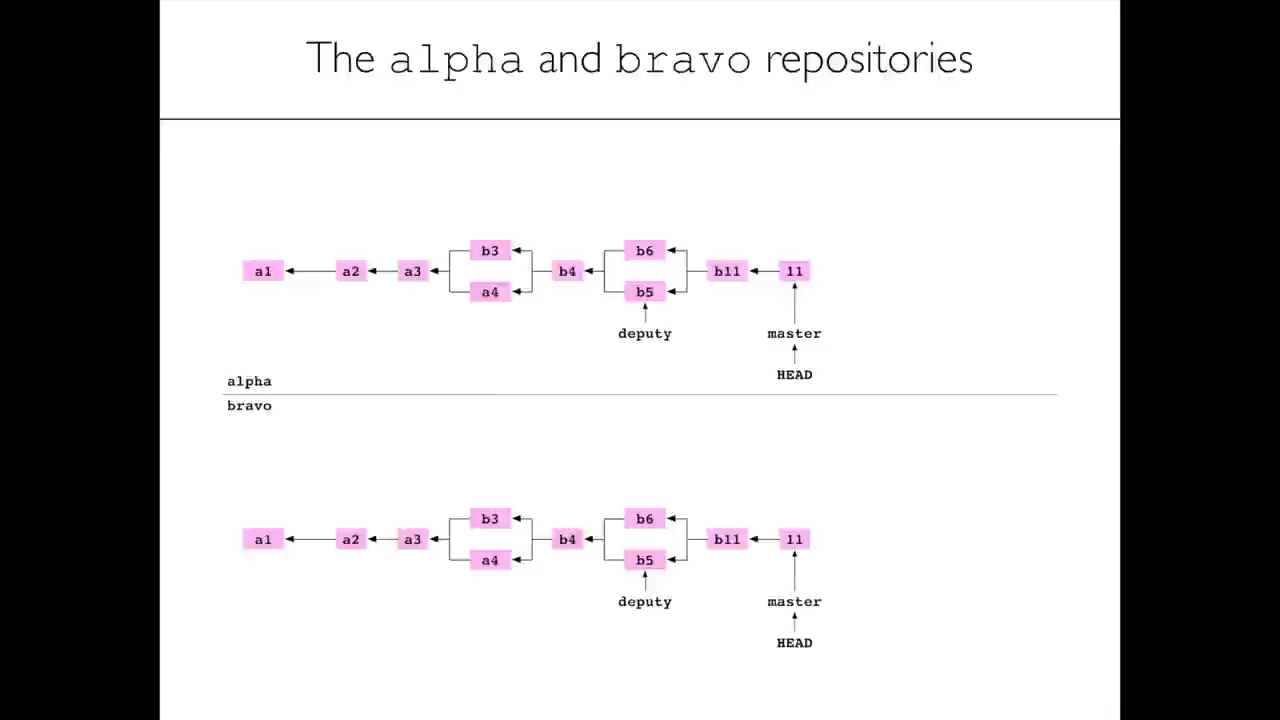 The alpha and bravo repositories
b3 b6
a1 a2 a3 b4 b11 11
a4 b5
deputy master
HEAD
alpha
bravo
b3 b6
a1 a2 a3 b4 b11 11
a4 b5
deputy master
HEAD